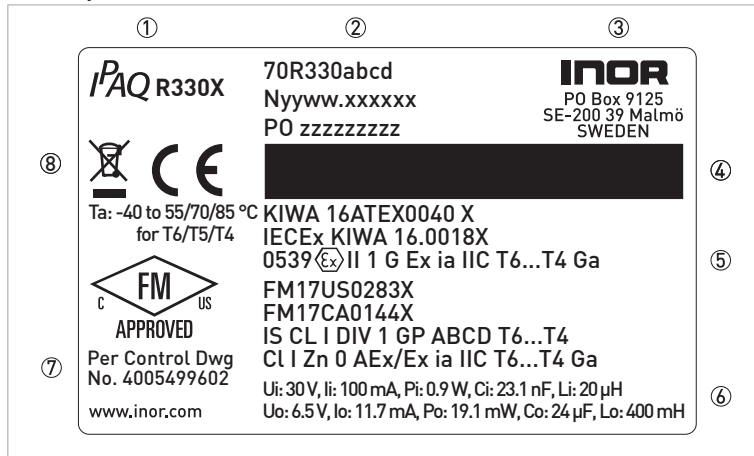 ① ② ③
IPAQ R330X
70R330abcd
Nyyww.xxxxxx
PO zzzzzzzzz
INOR
PO Box 9125
SE-200 39 Malmö
SWEDEN
⑧
CE
④
Ta: -40 to 55/70/85 °C
for T6/T5/T4
KIWA 16ATEX0040 X
IECEx KIWA 16.0018X
0539 Ex II 1 G Ex ia IIC T6...T4 Ga
⑤
C FM US
APPROVED
FM17US0283X
FM17CA0144X
IS CL I DIV 1 GP ABCD T6...T4
Cl I Zn 0 AEx/Ex ia IIC T6...T4 Ga
⑦
Per Control Dwg
No. 4005499602
www.inor.com
Ui: 30 V, Ii: 100 mA, Pi: 0.9 W, Ci: 23.1 nF, Li: 20 µH
Uo: 6.5 V, Io: 11.7 mA, Po: 19.1 mW, Co: 24 µF, Lo: 400 mH
⑥